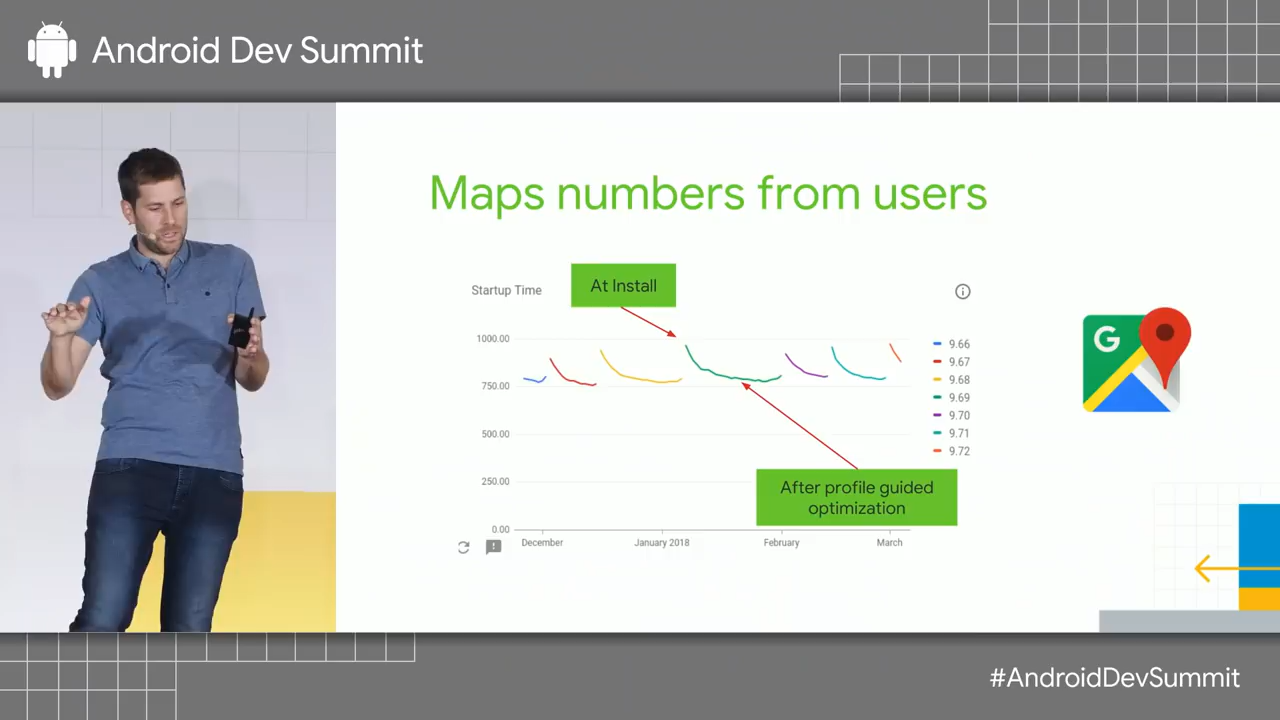 Android Dev Summit
Maps numbers from users
Startup Time
At Install
1000.00
750.00
500.00
250.00
0.00
December
January 2018
February
March
9.66
9.67
9.68
9.69
9.70
9.71
9.72
After profile guided
optimization
G
#AndroidDevSummit